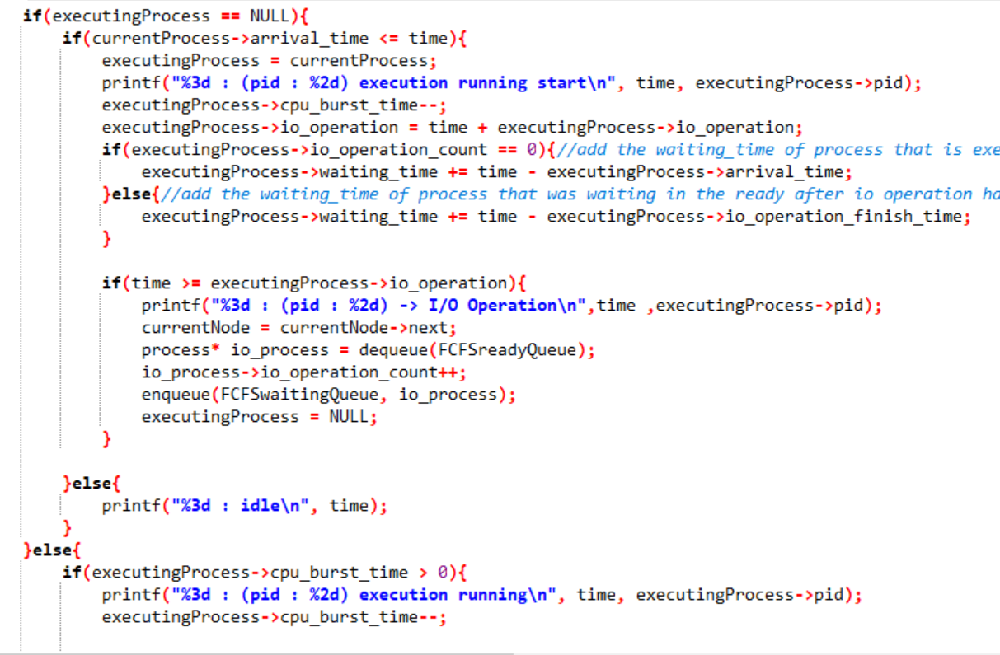 if(executingProcess == NULL){
if(currentProcess->arrival_time <= time){
executingProcess = currentProcess;
printf("%3d : (pid : %2d) execution running start\n", time, executingProcess->pid);
executingProcess->cpu_burst_time--;
executingProcess->io_operation = time + executingProcess->io_operation;
if(executingProcess->io_operation_count == 0){//add the waiting_time of process that is exe
executingProcess->waiting_time += time - executingProcess->arrival_time;
}else{//add the waiting_time of process that was waiting in the ready after io operation ha
executingProcess->waiting_time += time - executingProcess->io_operation_finish_time;
}
if(time >= executingProcess->io_operation){
printf("%3d : (pid : %2d) -> I/O Operation\n",time ,executingProcess->pid);
currentNode = currentNode->next;
process* io_process = dequeue(FCFSreadyQueue);
io_process->io_operation_count++;
enqueue(FCFSwaitingQueue, io_process);
executingProcess = NULL;
}
}else{
printf("%3d : idle\n", time);
}
}else{
if(executingProcess->cpu_burst_time > 0){
printf("%3d : (pid : %2d) execution running\n", time, executingProcess->pid);
executingProcess->cpu_burst_time--;